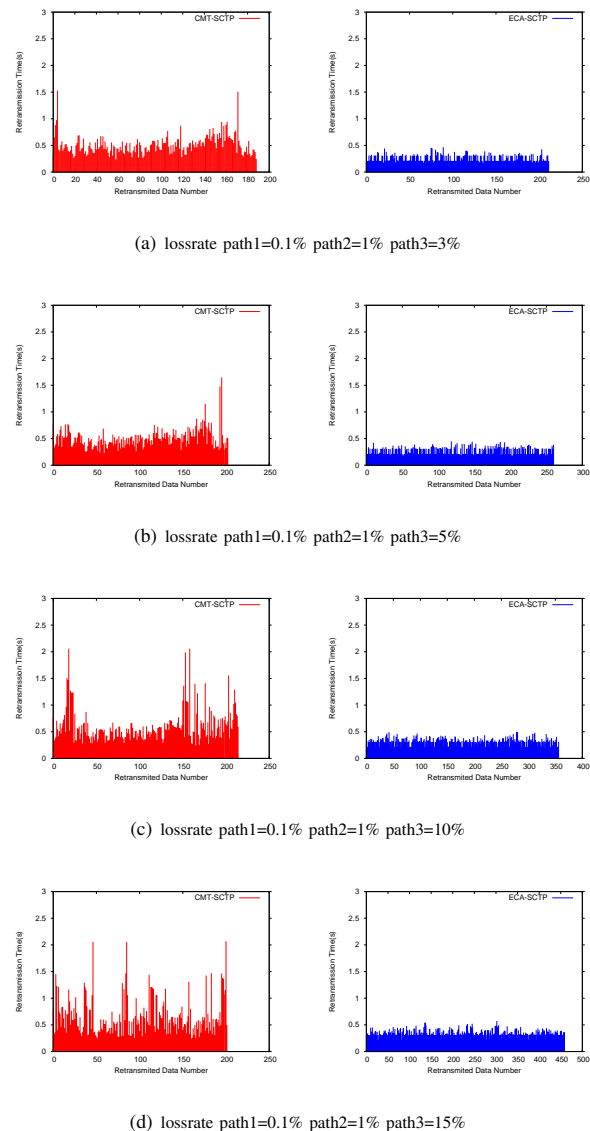 3
2.5
2
1.5
1
0.5
0
Retransmission Time(s)
CMT-SCTP
0 20 40 60 80 100 120 140 160 180 200
Retransmited Data Number
3
2.5
2
1.5
1
0.5
0
Retransmission Time(s)
ECA-SCTP
0 50 100 150 200 250
Retransmited Data Number
(a) lossrate path1=0.1% path2=1% path3=3%
3
2.5
2
1.5
1
0.5
0
Retransmission Time(s)
CMT-SCTP
0 50 100 150 200 250
Retransmited Data Number
3
2.5
2
1.5
1
0.5
0
Retransmission Time(s)
ECA-SCTP
0 50 100 150 200 250 300
Retransmited Data Number
(b) lossrate path1=0.1% path2=1% path3=5%
3
2.5
2
1.5
1
0.5
0
Retransmission Time(s)
CMT-SCTP
0 50 100 150 200 250
Retransmited Data Number
3
2.5
2
1.5
1
0.5
0
Retransmission Time(s)
ECA-SCTP
0 50 100 150 200 250 300 350 400
Retransmited Data Number
(c) lossrate path1=0.1% path2=1% path3=10%
3
2.5
2
1.5
1
0.5
0
Retransmission Time(s)
CMT-SCTP
0 50 100 150 200 250
Retransmited Data Number
3
2.5
2
1.5
1
0.5
0
Retransmission Time(s)
ECA-SCTP
0 50 100 150 200 250 300 350 400 450 500
Retransmited Data Number
(d) lossrate path1=0.1% path2=1% path3=15%